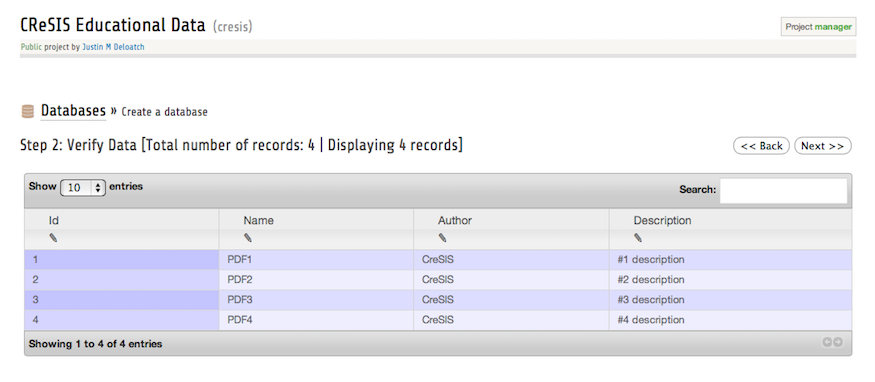 CReSIS Educational Data (cresis)
Project manager
Public project by Justin M Deloatch
Databases » Create a database
Step 2: Verify Data [Total number of records: 4 | Displaying 4 records]
<< Back Next >>
Show 10 entries Search:
Id Name Author Description
1 PDF1 CreSIS #1 description
2 PDF2 CreSIS #2 description
3 PDF3 CreSIS #3 description
4 PDF4 CreSIS #4 description
Showing 1 to 4 of 4 entries